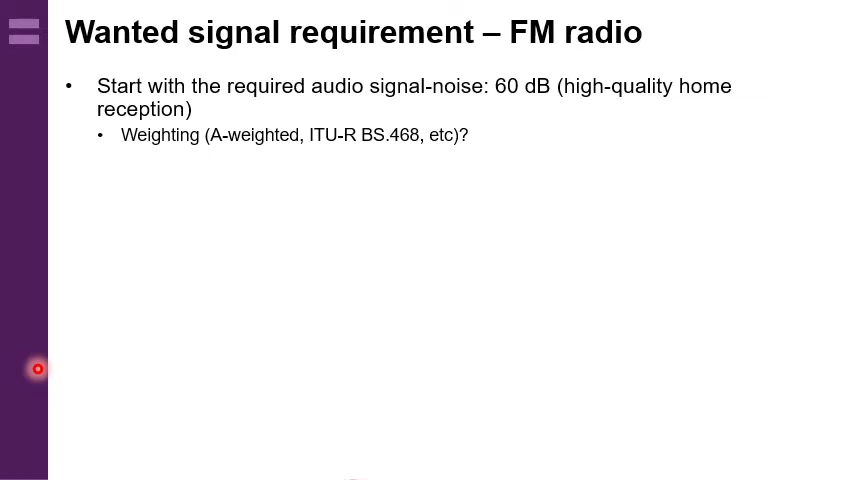 Wanted signal requirement – FM radio
• Start with the required audio signal-noise: 60 dB (high-quality home
reception)
• Weighting (A-weighted, ITU-R BS.468, etc)?